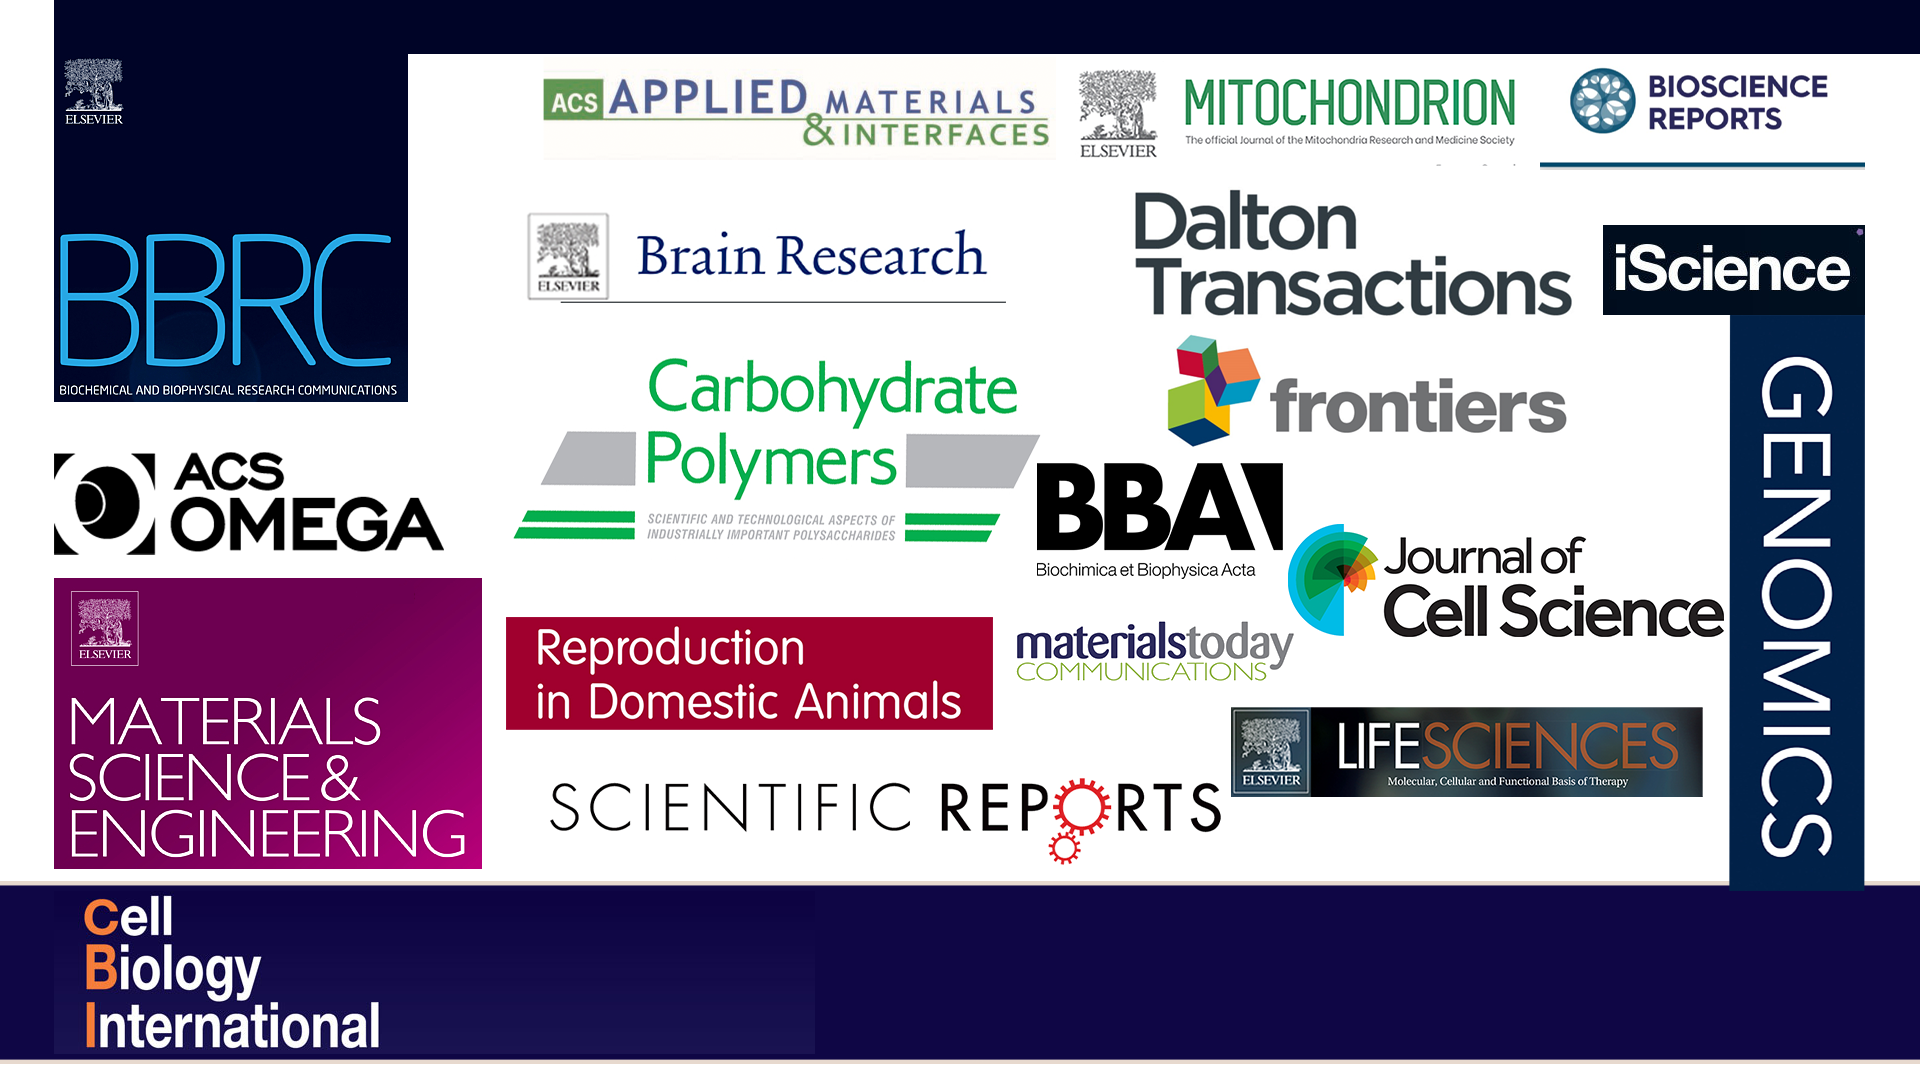 ELSEVIER
BBRC
BIOCHEMICAL AND BIOPHYSICAL RESEARCH COMMUNICATIONS
ACS APPLIED MATERIALS
& INTERFACES
ELSEVIER
MITOCHONDRION
The official Journal of the Mitochondria Research and Medicine Society
BIOSCIENCE
REPORTS
ELSEVIER
Brain Research
Dalton
Transactions
iScience
Carbohydrate
Polymers
SCIENTIFIC AND TECHNOLOGICAL ASPECTS OF
INDUSTRIALLY IMPORTANT POLYSACCHARIDES
frontiers
GENOMICS
ACS
OMEGA
BBA
Biochimica et Biophysica Acta
Journal of
Cell Science
ELSEVIER
MATERIALS
SCIENCE &
ENGINEERING
Reproduction
in Domestic Animals
materialstoday
COMMUNICATIONS
ELSEVIER
LIFESCIENCES
Molecular, Cellular and Functional Basis of Therapy
SCIENTIFIC REPORTS
Cell
Biology
International